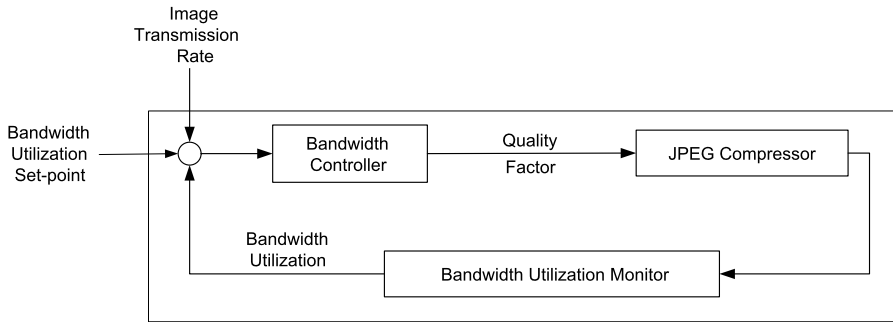 Image
Transmission
Rate
Bandwidth
Utilization
Set-point
Bandwidth
Controller
Quality
Factor
JPEG Compressor
Bandwidth
Utilization
Bandwidth Utilization Monitor